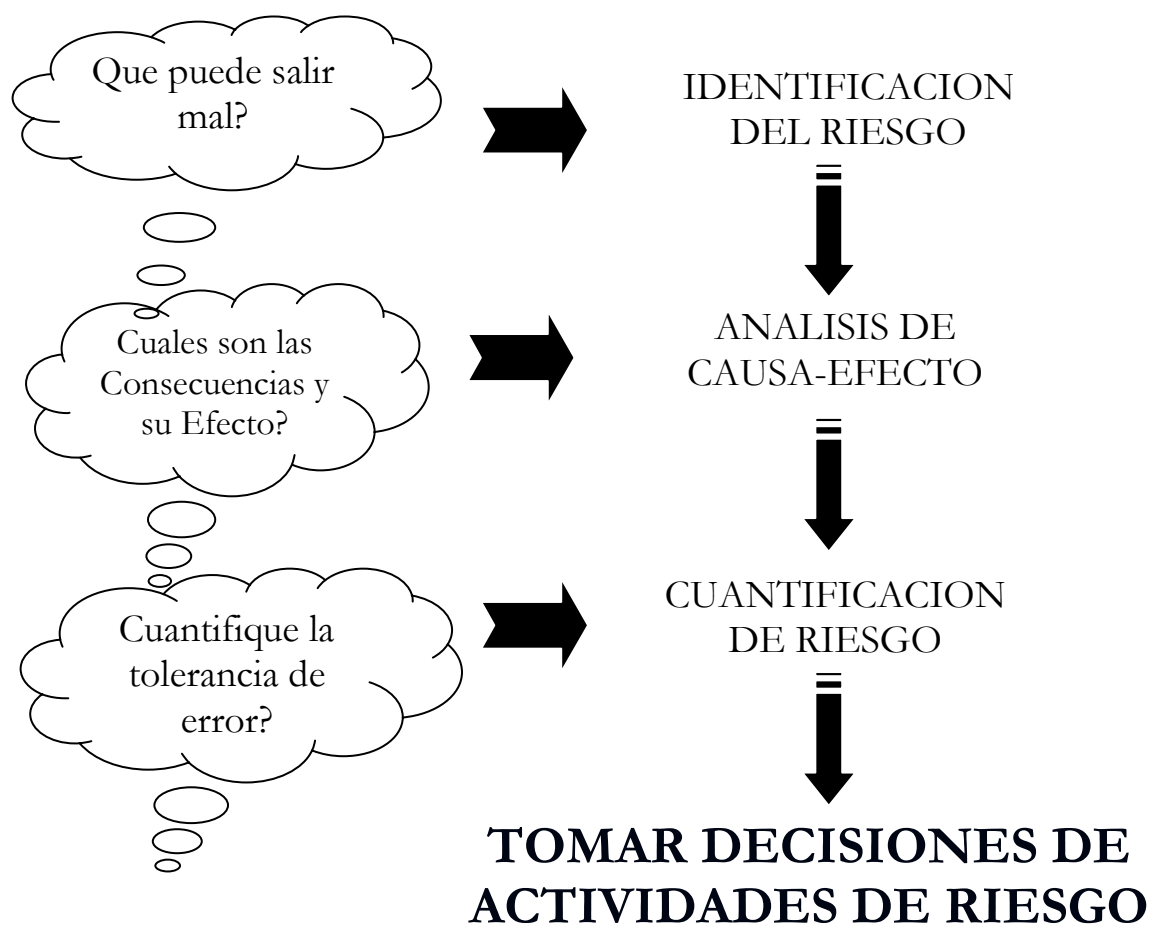 Que puede salir
mal?
IDENTIFICACION
DEL RIESGO
Cuales son las
Consecuencias y
su Efecto?
ANALISIS DE
CAUSA-EFECTO
Cuantifique la
tolerancia de
error?
CUANTIFICACION
DE RIESGO
TOMAR DECISIONES DE
ACTIVIDADES DE RIESGO